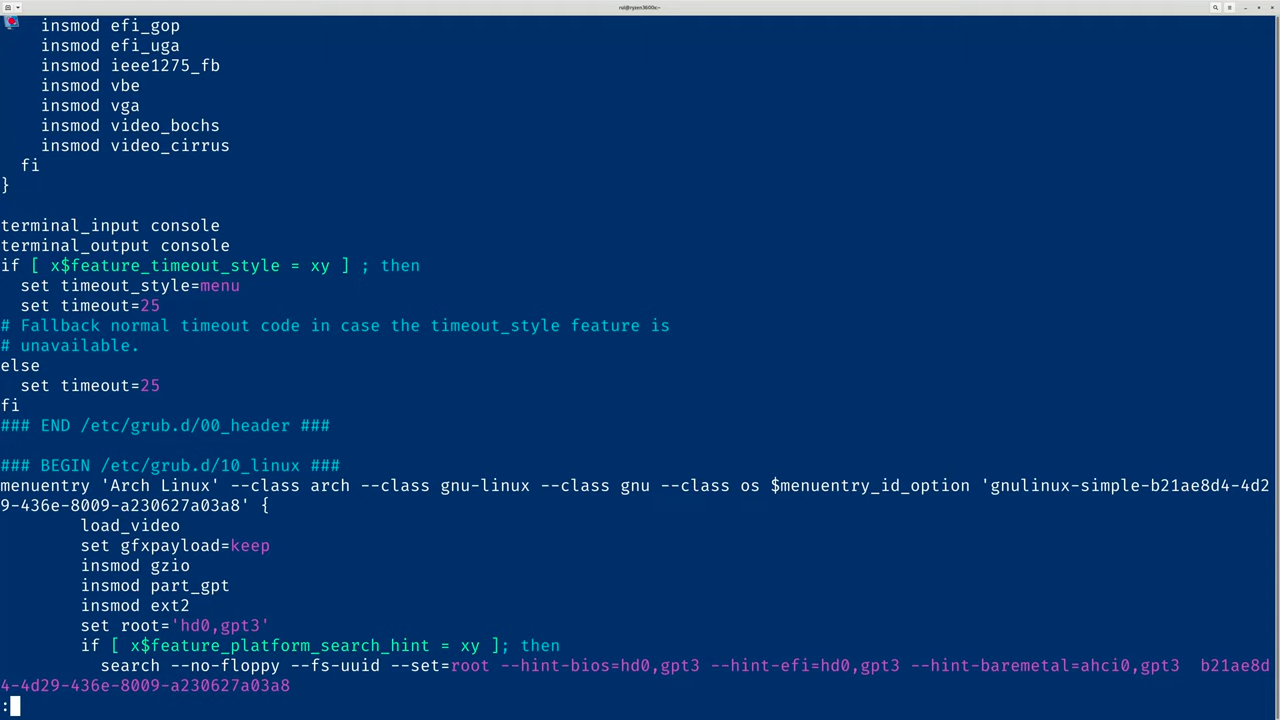 rui@ryzen3600x:~
    insmod efi_gop
    insmod efi_uga
    insmod ieee1275_fb
    insmod vbe
    insmod vga
    insmod video_bochs
    insmod video_cirrus
  fi
}
terminal_input console
terminal_output console
if [ x$feature_timeout_style = xy ] ; then
  set timeout_style=menu
  set timeout=25
# Fallback normal timeout code in case the timeout_style feature is
# unavailable.
else
  set timeout=25
fi
### END /etc/grub.d/00_header ###
### BEGIN /etc/grub.d/10_linux ###
menuentry 'Arch Linux' --class arch --class gnu-linux --class gnu --class os $menuentry_id_option 'gnulinux-simple-b21ae8d4-4d2
9-436e-8009-a230627a03a8' {
        load_video
        set gfxpayload=keep
        insmod gzio
        insmod part_gpt
        insmod ext2
        set root='hd0,gpt3'
        if [ x$feature_platform_search_hint = xy ]; then
          search --no-floppy --fs-uuid --set=root --hint-bios=hd0,gpt3 --hint-efi=hd0,gpt3 --hint-baremetal=ahci0,gpt3  b21ae8d
4-4d29-436e-8009-a230627a03a8
: